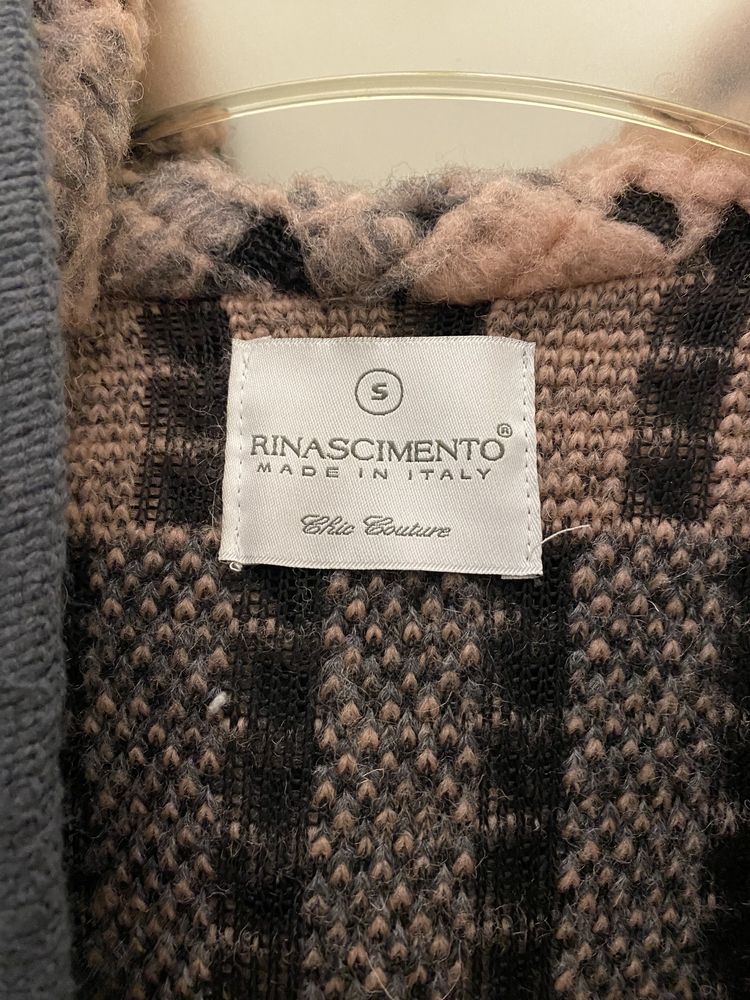 S
RINASCIMENTO®
MADE IN ITALY
Chic Couture